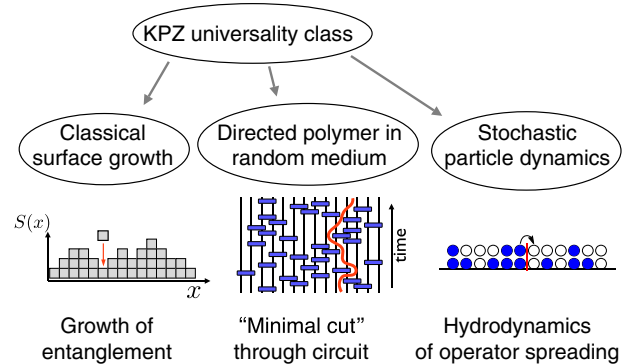 KPZ universality class
Classical
surface growth
Directed polymer in
random medium
Stochastic
particle dynamics
S(x)
x
time
Growth of
entanglement
“Minimal cut”
through circuit
Hydrodynamics
of operator spreading